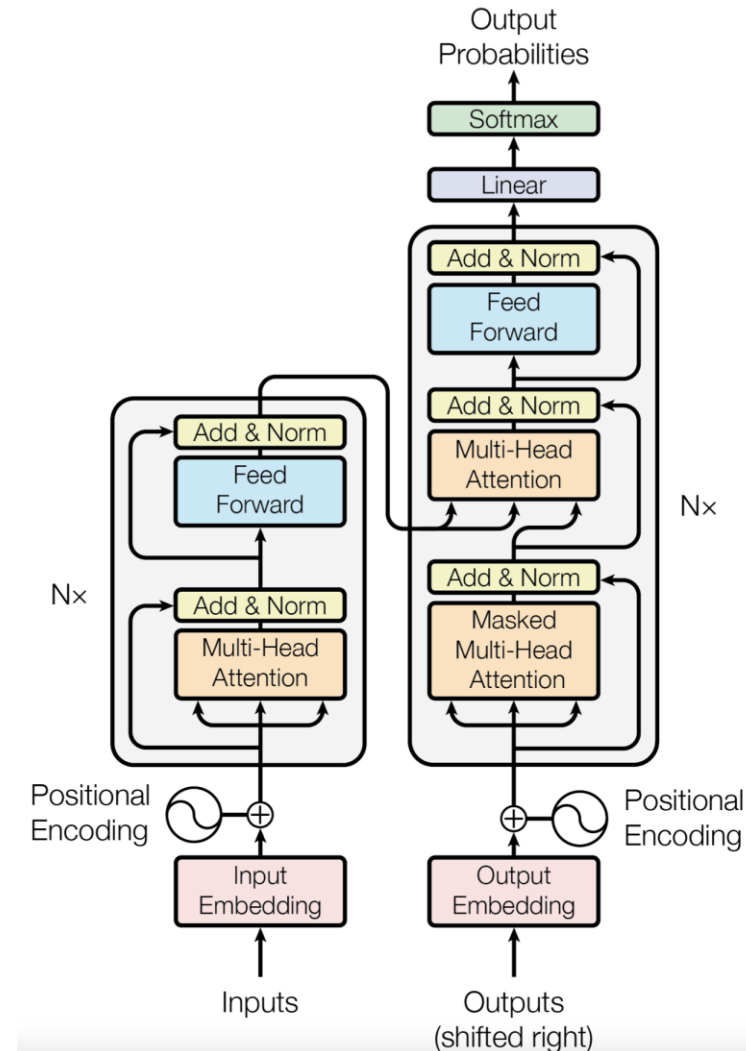 Output
Probabilities
Softmax
Linear
Add & Norm
Feed
Forward
Add & Norm
Multi-Head
Attention
Add & Norm
Masked
Multi-Head
Attention
N×
Add & Norm
Feed
Forward
Add & Norm
Multi-Head
Attention
N×
Positional
Encoding
Positional
Encoding
Input
Embedding
Output
Embedding
Inputs
Outputs
(shifted right)